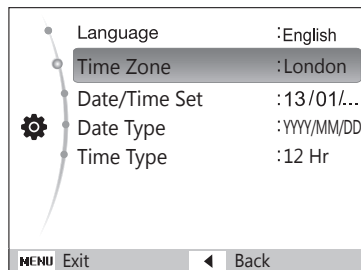 Language :English
Time Zone :London
Date/Time Set :13/01/...
Date Type :YYYY/MM/DD
Time Type :12 Hr
MENU Exit Back